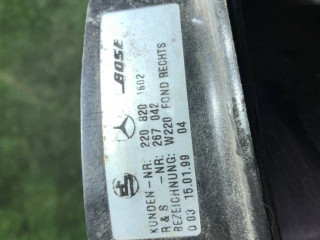 BOSE
KUNDEN-NR: 220 820 1602
R & S -NR: 267 042
BEZEICHNUNG: W220 FOND RECHTS
0 03 15.01.99 04